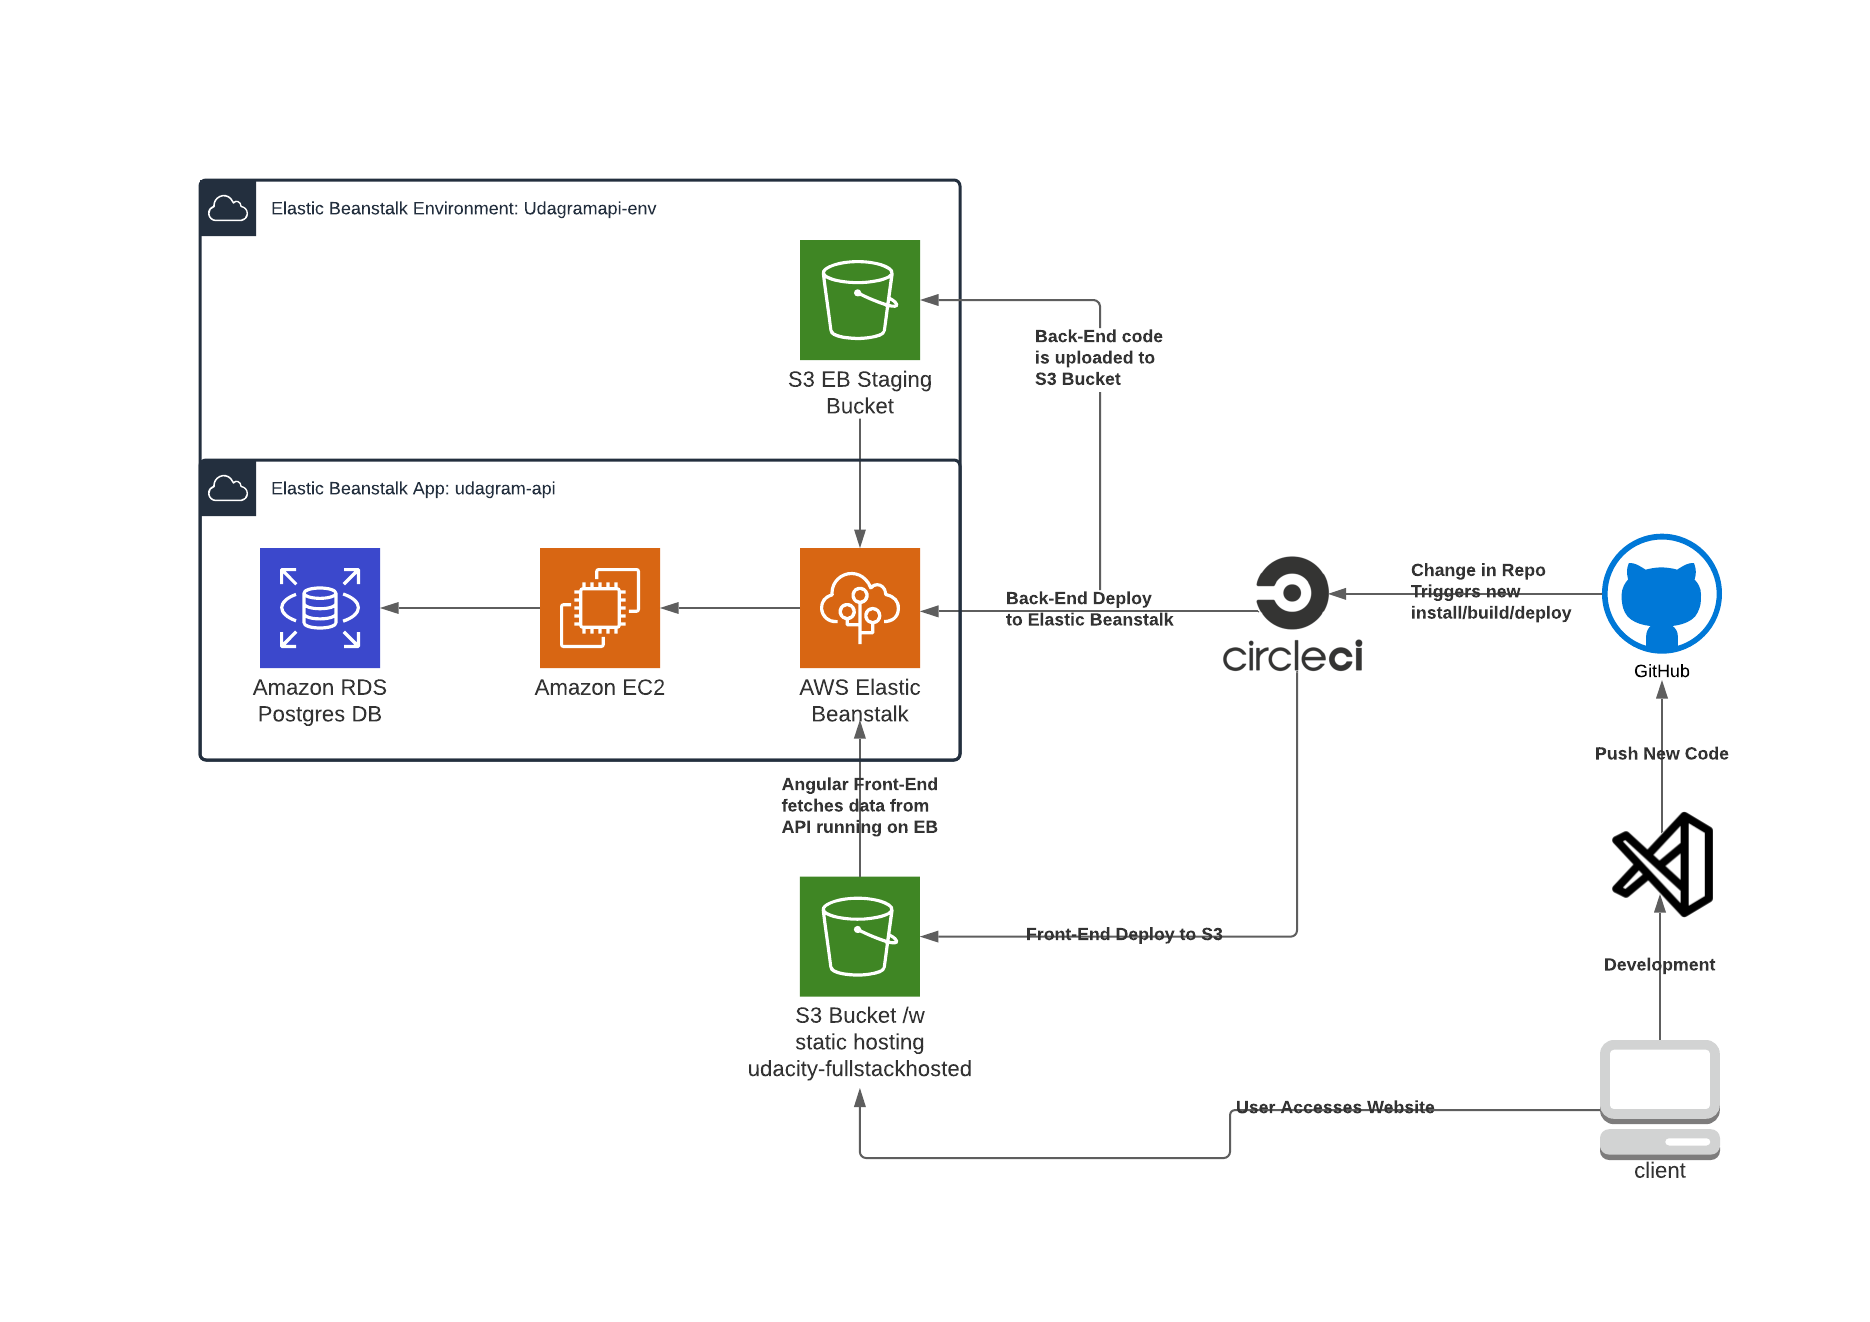 Elastic Beanstalk Environment: Udagramapi-env
S3 EB Staging
Bucket
Back-End code
is uploaded to
S3 Bucket
Elastic Beanstalk App: udagram-api
Amazon RDS
Postgres DB
Amazon EC2
AWS Elastic
Beanstalk
Back-End Deploy
to Elastic Beanstalk
circleci
Change in Repo
Triggers new
install/build/deploy
GitHub
Push New Code
Angular Front-End
fetches data from
API running on EB
Front-End Deploy to S3
Development
S3 Bucket /w
static hosting
udacity-fullstackhosted
User Accesses Website
client